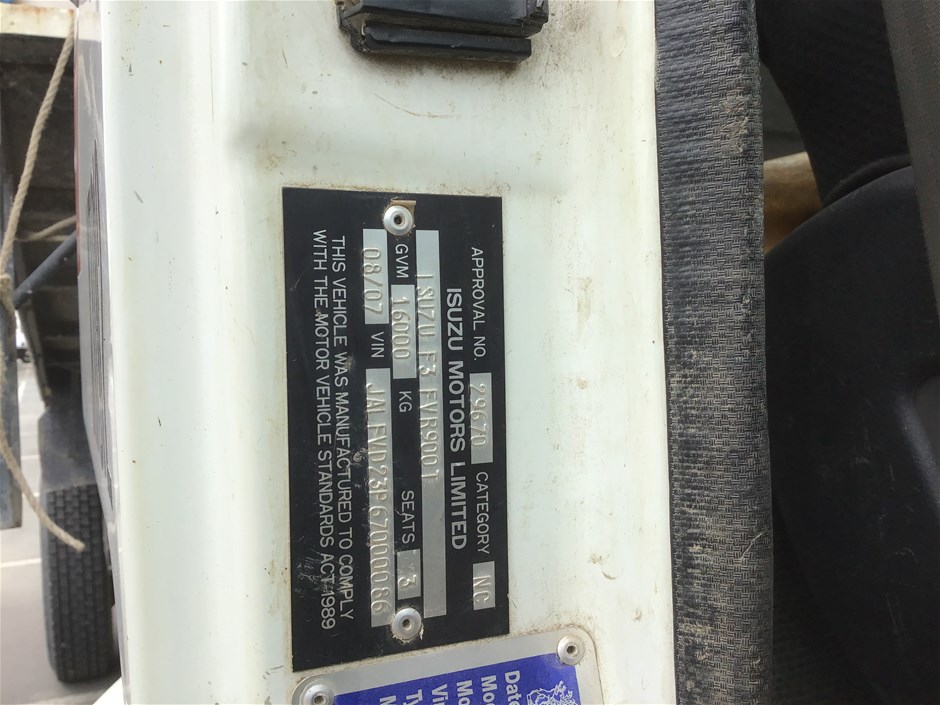 APPROVAL NO. 29670 CATEGORY NC
ISUZU MOTORS LIMITED
ISUZU F3 FVR900T
GVM 16000 KG SEATS 3
08/07 VIN JALFVD23P67000086
THIS VEHICLE WAS MANUFACTURED TO COMPLY
WITH THE MOTOR VEHICLE STANDARDS ACT 1989
Date